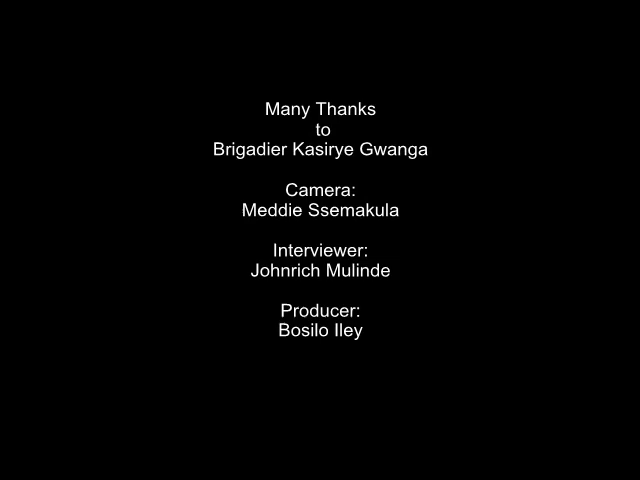 Many Thanks
to
Brigadier Kasirye Gwanga
Camera:
Meddie Ssemakula
Interviewer:
Johnrich Mulinde
Producer:
Bosilo Iley